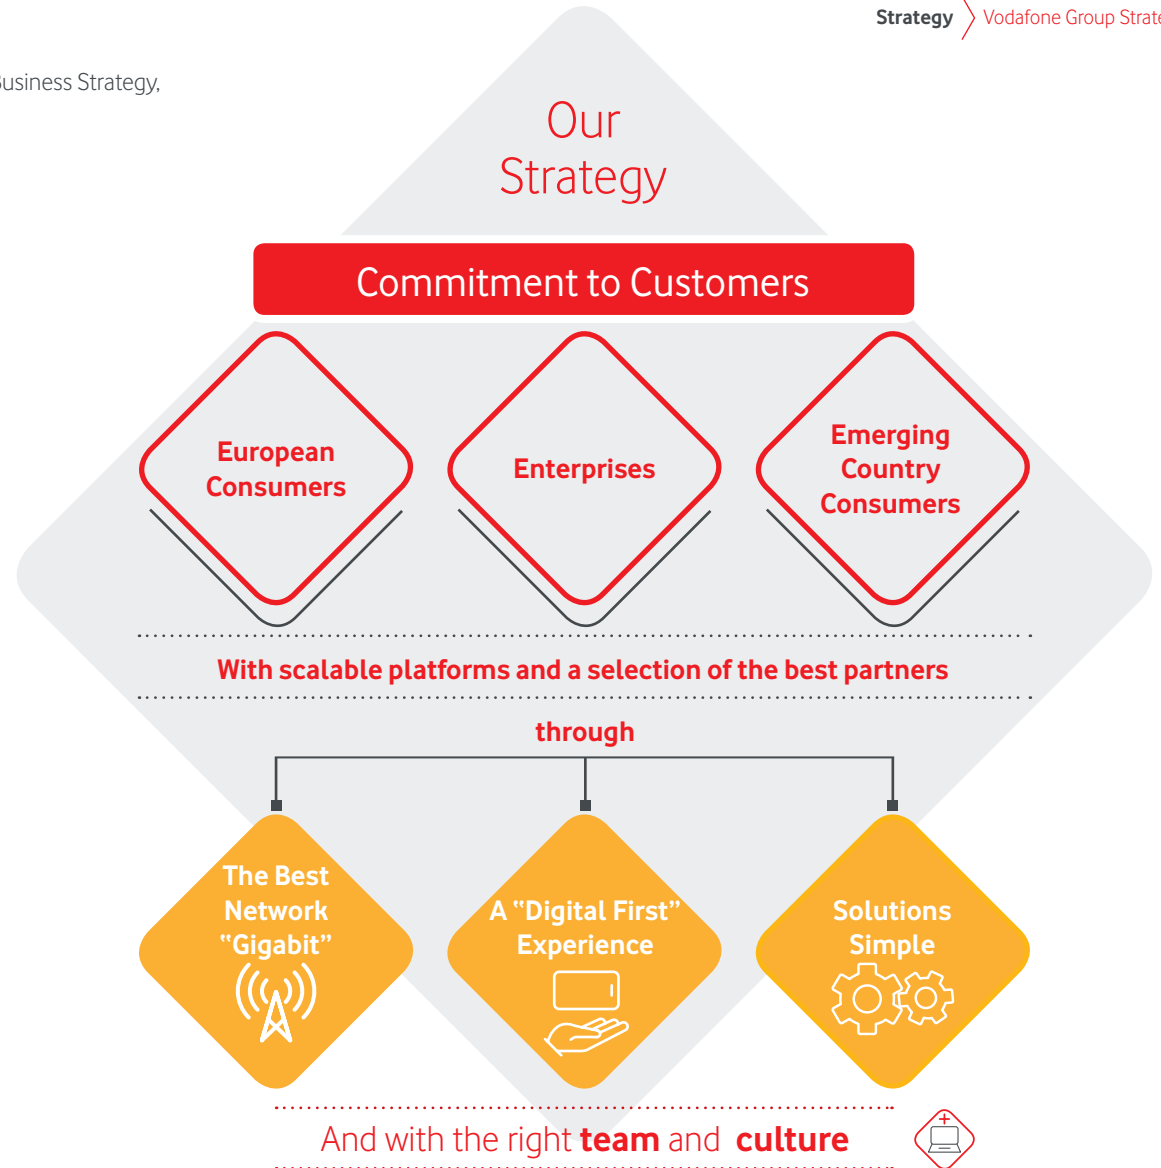 Strategy Vodafone Group
Business Strategy,
Our
Strategy
Commitment to Customers
European
Consumers
Enterprises
Emerging
Country
Consumers
With scalable platforms and a selection of the best partners
through
The Best
Network
"Gigabit"
A "Digital First"
Experience
Solutions
Simple
And with the right team and culture